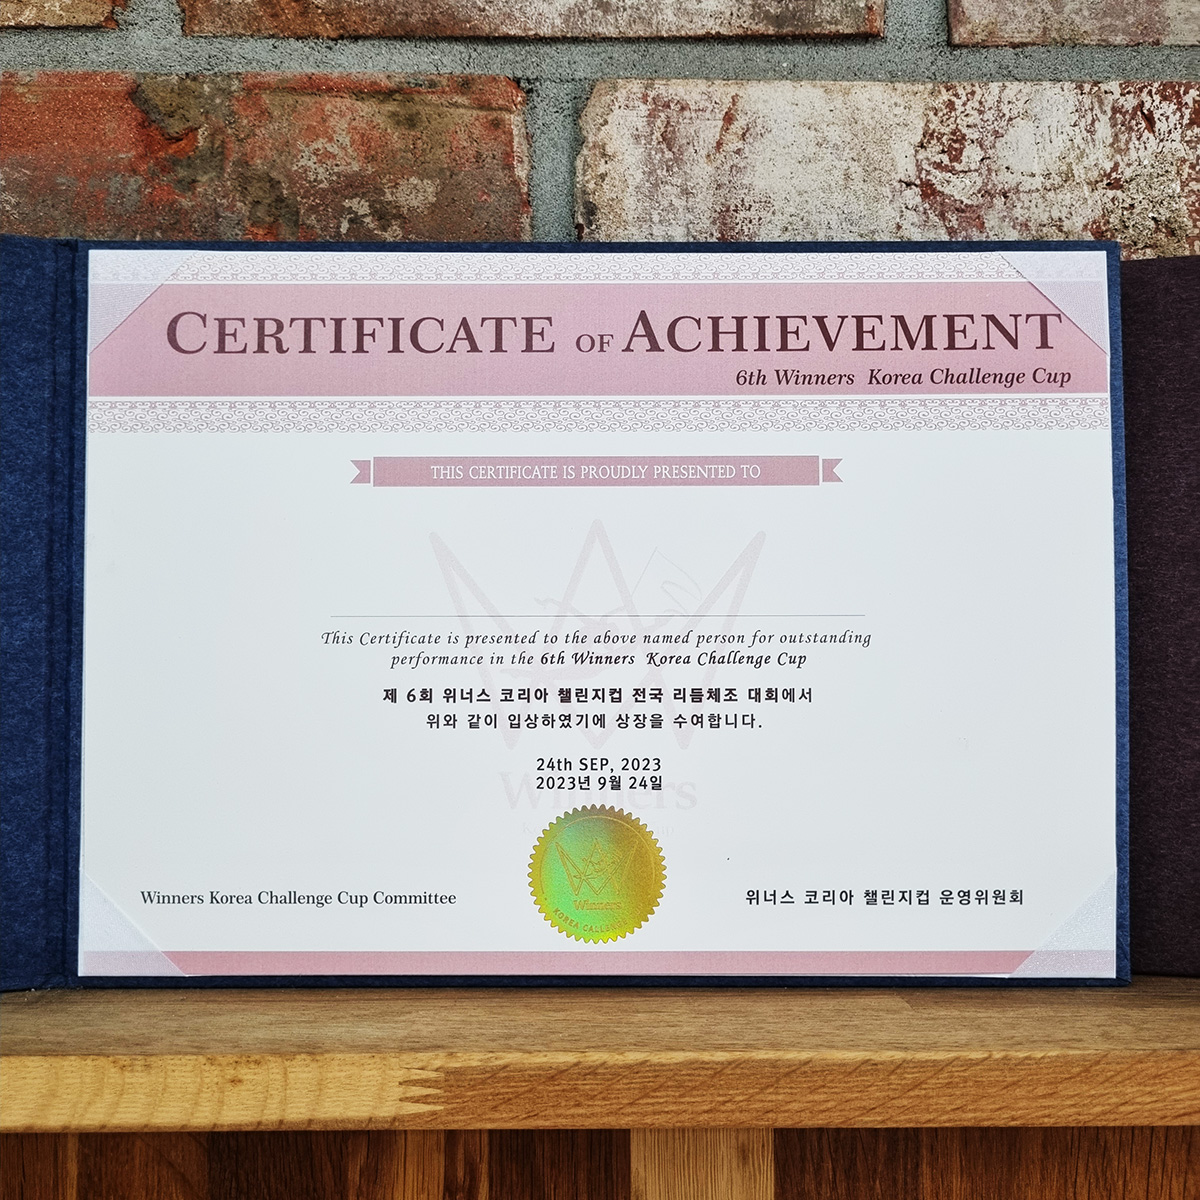 CERTIFICATE OF ACHIEVEMENT
6th Winners Korea Challenge Cup
THIS CERTIFICATE IS PROUDLY PRESENTED TO
This Certificate is presented to the above named person for outstanding
performance in the 6th Winners Korea Challenge Cup
제 6회 위너스 코리아 챌린지컵 전국 리듬체조 대회에서
위와 같이 입상하였기에 상장을 수여합니다.
24th SEP, 2023
2023년 9월 24일
Winners
Winners
KOREA
Winners Korea Challenge Cup Committee
위너스 코리아 챌린지컵 운영위원회